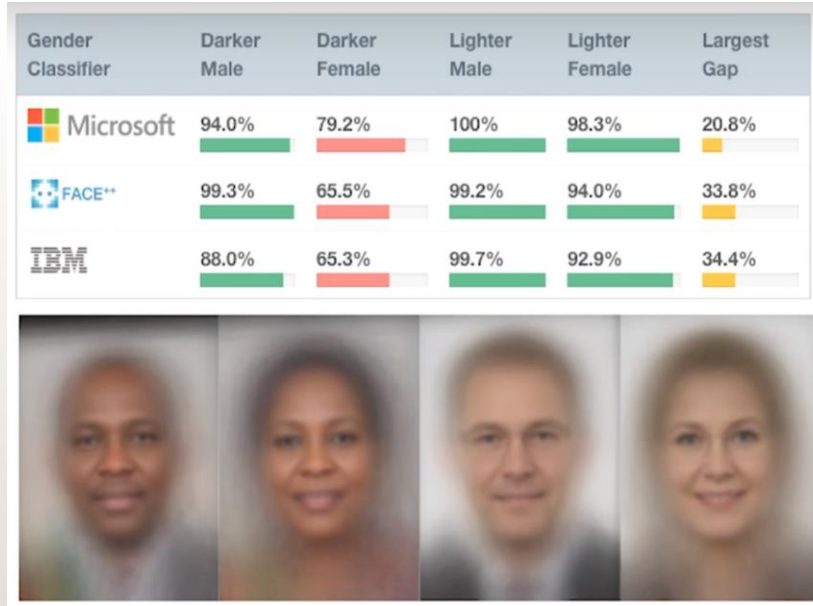 Gender Classifier
Darker Male
Darker Female
Lighter Male
Lighter Female
Largest Gap
Microsoft 94.0% 79.2% 100% 98.3% 20.8%
FACE++ 99.3% 65.5% 99.2% 94.0% 33.8%
IBM 88.0% 65.3% 99.7% 92.9% 34.4%